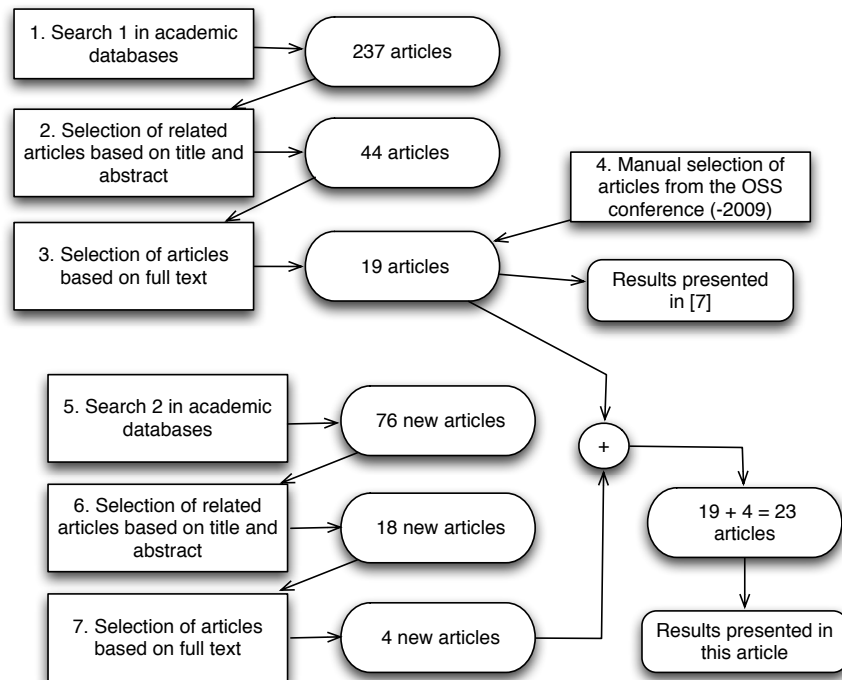 1. Search 1 in academic
databases
237 articles
2. Selection of related
articles based on title and
abstract
44 articles
4. Manual selection of
articles from the OSS
conference (-2009)
3. Selection of articles
based on full text
19 articles
Results presented
in [7]
5. Search 2 in academic
databases
76 new articles
+
6. Selection of related
articles based on title and
abstract
18 new articles
19 + 4 = 23
articles
7. Selection of articles
based on full text
4 new articles
Results presented in
this article